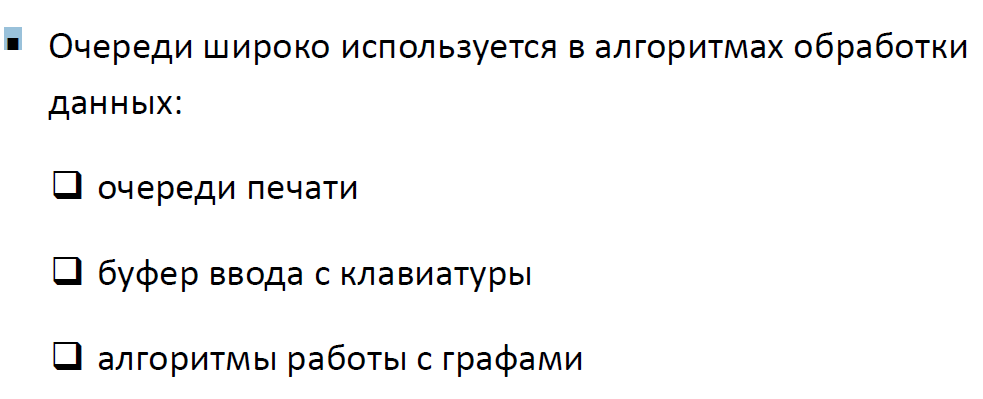 ▪ Очереди широко используется в алгоритмах обработки
данных:
❑ очереди печати
❑ буфер ввода с клавиатуры
❑ алгоритмы работы с графами